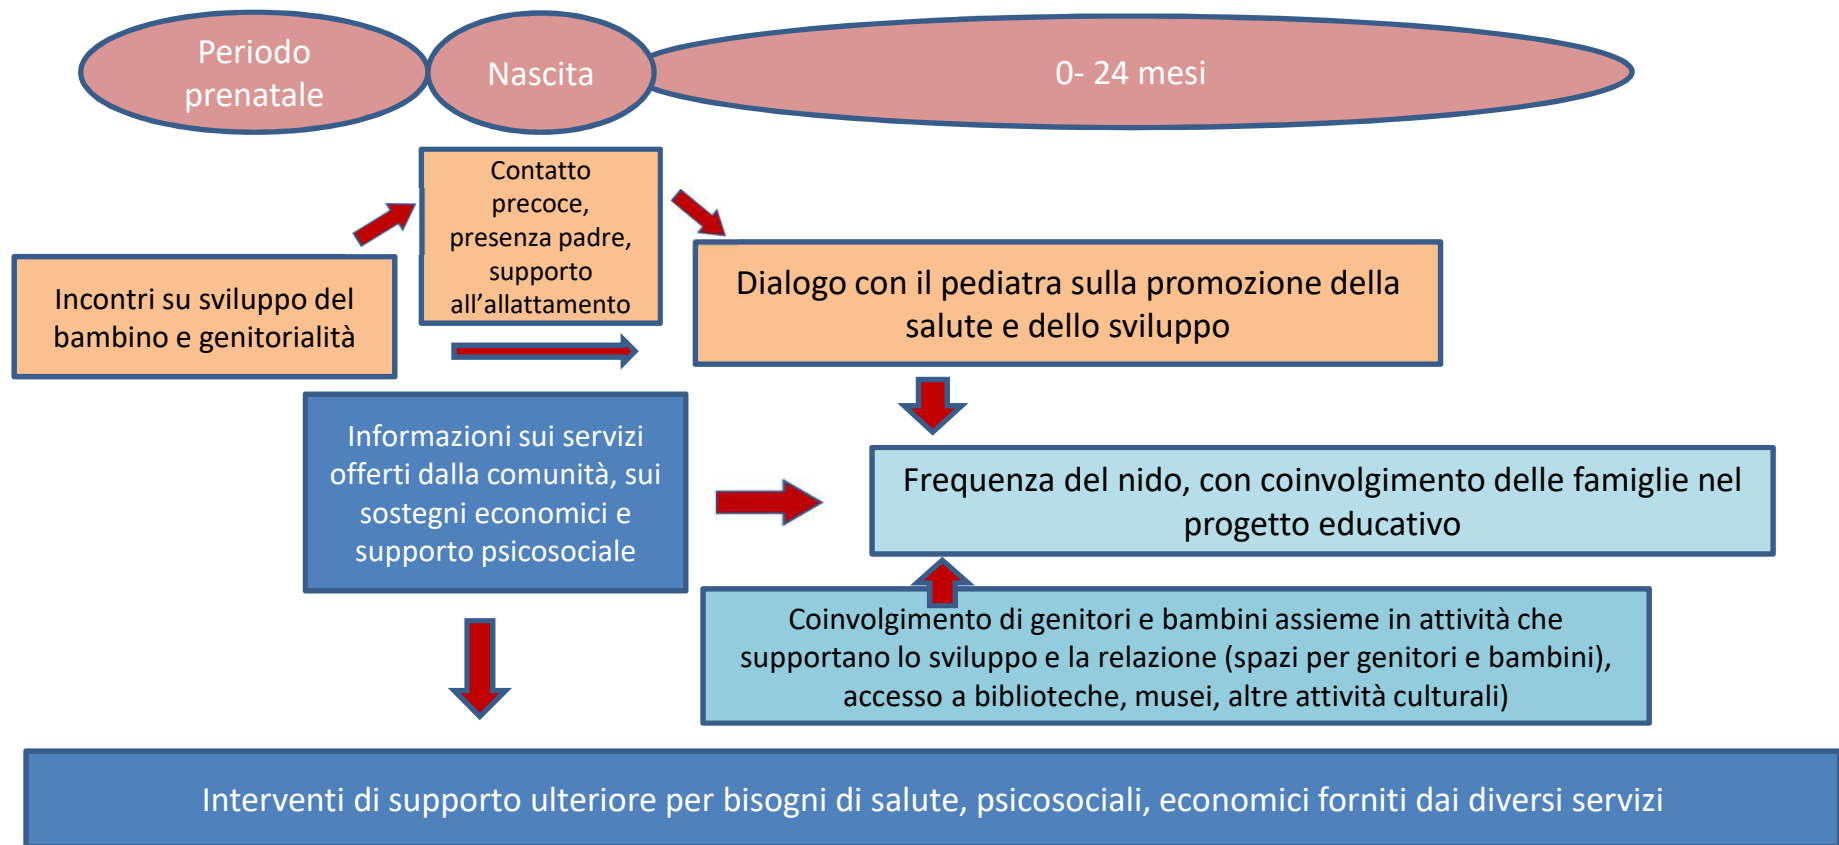 Periodo
prenatale
Nascita
0- 24 mesi
Contatto
precoce,
presenza padre,
supporto
all’allattamento
Incontri su sviluppo del
bambino e genitorialità
Dialogo con il pediatra sulla promozione della
salute e dello sviluppo
Informazioni sui servizi
offerti dalla comunità, sui
sostegni economici e
supporto psicosociale
Frequenza del nido, con coinvolgimento delle famiglie nel
progetto educativo
Coinvolgimento di genitori e bambini assieme in attività che
supportano lo sviluppo e la relazione (spazi per genitori e bambini),
accesso a biblioteche, musei, altre attività culturali)
Interventi di supporto ulteriore per bisogni di salute, psicosociali, economici forniti dai diversi servizi